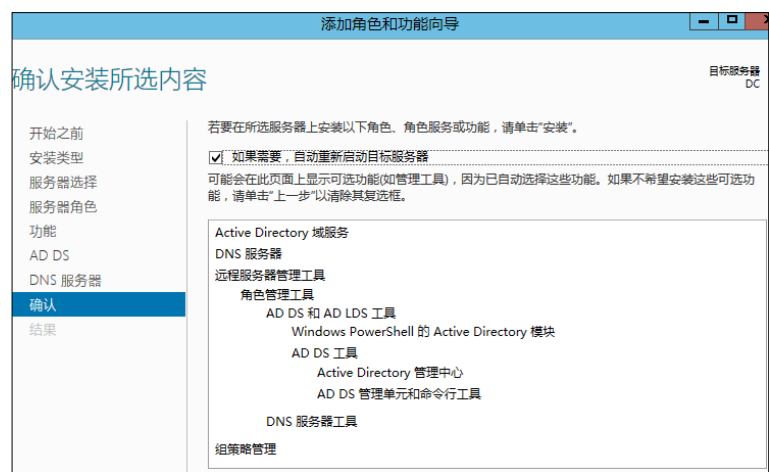 添加角色和功能向导
确认安装所选内容
目标服务器
DC
开始之前
安装类型
服务器选择
服务器角色
功能
AD DS
DNS 服务器
确认
结果
若要在所选服务器上安装以下角色、角色服务或功能，请单击"安装"。
如果需要，自动重新启动目标服务器
可能会在此页面上显示可选功能(如管理工具)，因为已自动选择这些功能。如果不希望安装这些可选功
能，请单击"上一步"以清除其复选框。
Active Directory 域服务
DNS 服务器
远程服务器管理工具
角色管理工具
AD DS 和 AD LDS 工具
Windows PowerShell 的 Active Directory 模块
AD DS 工具
Active Directory 管理中心
AD DS 管理单元和命令行工具
DNS 服务器工具
组策略管理